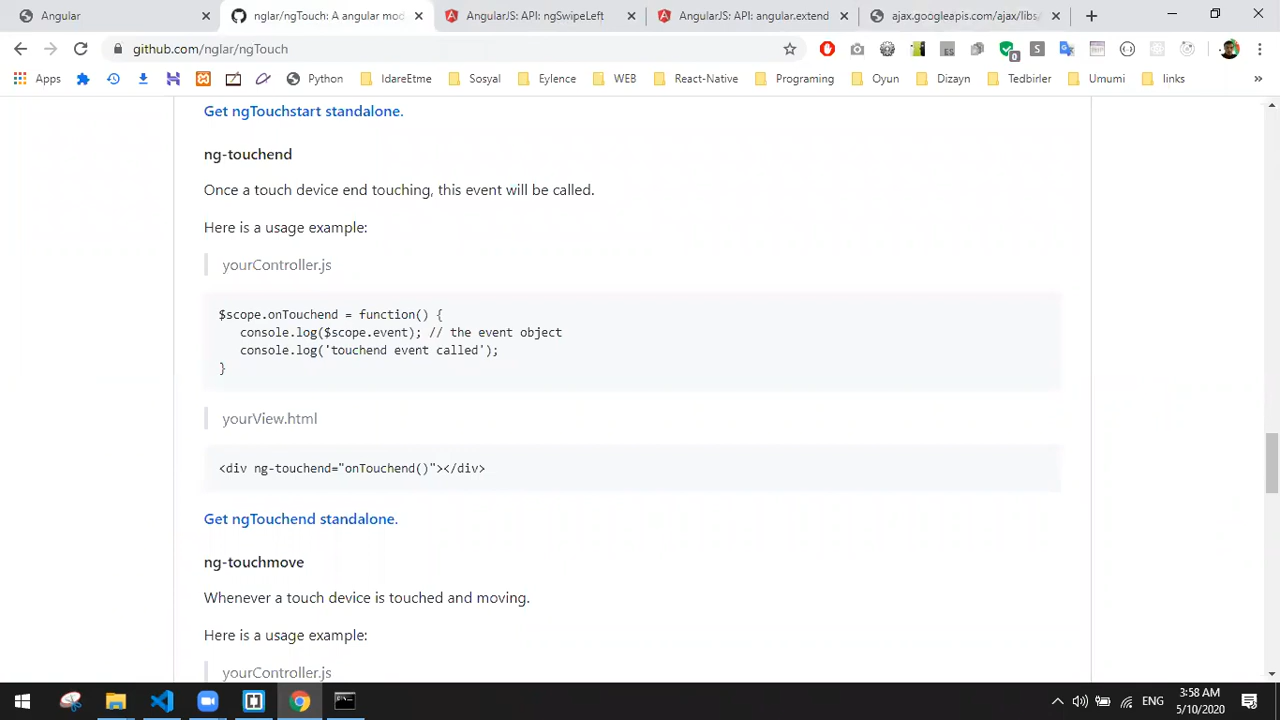 Angular
nglar/ngTouch: A angular mod
AngularJS: API: ngSwipeLeft
AngularJS: API: angular.extend
ajax.googleapis.com/ajax/libs/
github.com/nglar/ngTouch
Apps
Python
IdareEtme
Sosyal
Eylence
WEB
React-Native
Programing
Oyun
Dizayn
Tedbirler
Umumi
links
»
Get ngTouchstart standalone.
ng-touchend
Once a touch device end touching, this event will be called.
Here is a usage example:
yourController.js
$scope.onTouchend = function() {
console.log($scope.event); // the event object
console.log('touchend event called');
}
yourView.html
<div ng-touchend="onTouchend()"></div>
Get ngTouchend standalone.
ng-touchmove
Whenever a touch device is touched and moving.
Here is a usage example:
yourController.js
ENG
3:58 AM
5/10/2020